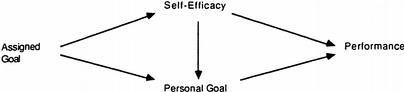 Self-Efficacy
Assigned
Goal
Performance
Personal Goal